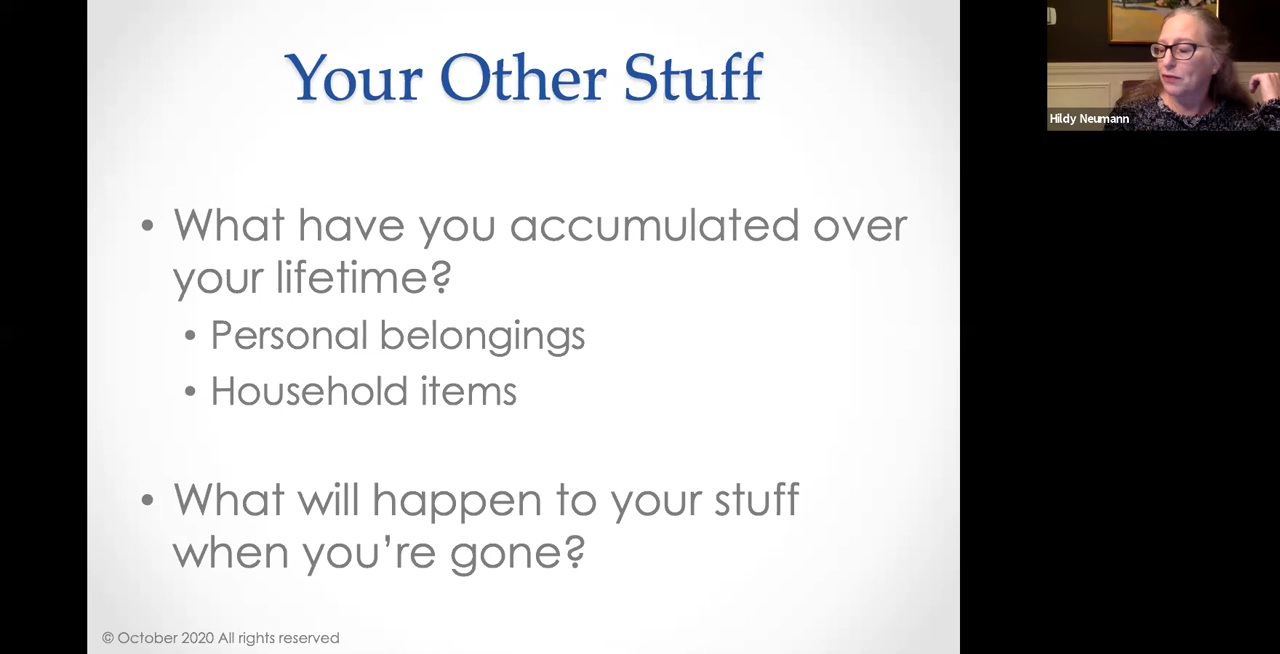 Your Other Stuff
• What have you accumulated over
your lifetime?
• Personal belongings
• Household items
• What will happen to your stuff
when you’re gone?
© October 2020 All rights reserved
Hildy Neumann